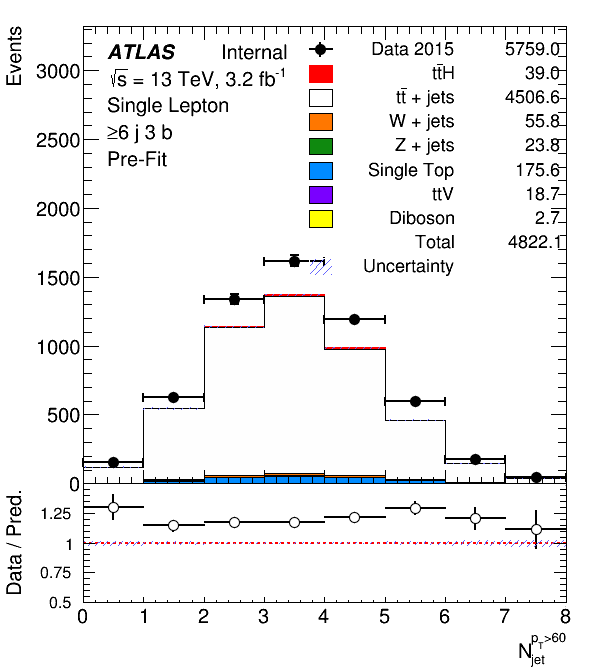 Events
ATLAS Internal
√s = 13 TeV, 3.2 fb⁻¹
Single Lepton
≥6 j 3 b
Pre-Fit
Data 2015 5759.0
tt̄H 39.0
tt̄ + jets 4506.6
W + jets 55.8
Z + jets 23.8
Single Top 175.6
ttV 18.7
Diboson 2.7
Total 4822.1
Uncertainty
3000
2500
2000
1500
1000
500
0
Data / Pred.
1.25
1
0.75
0.5
0 1 2 3 4 5 6 7 8
N_jet^{p_T>60}